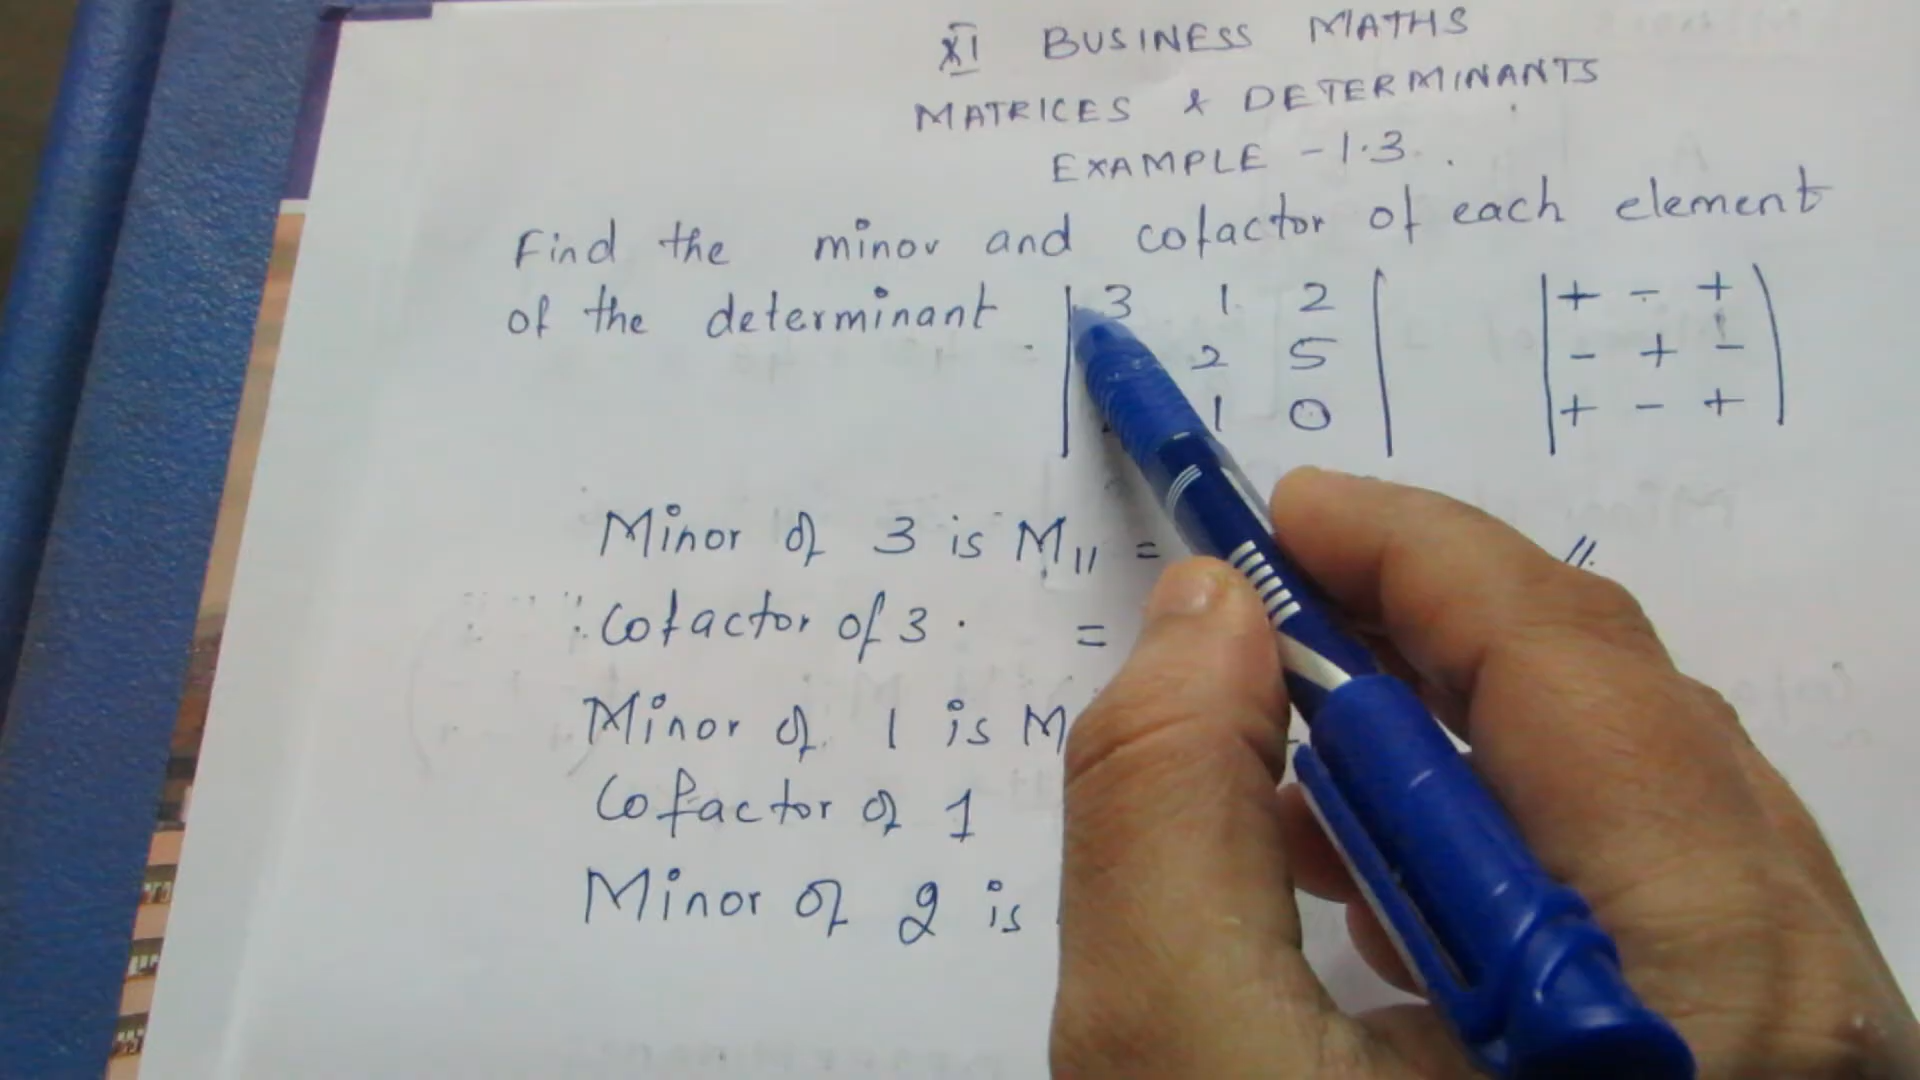 XI BUSINESS MATHS
MATRICES & DETERMINANTS
EXAMPLE - 1.3.
Find the minor and cofactor of each element
of the determinant | 3 1 2 |
2 5
1 0
| + - + |
- + -
+ - +
Minor of 3 is M11 =
Cofactor of 3. =
Minor of 1 is M
Cofactor of 1
Minor of 2 is